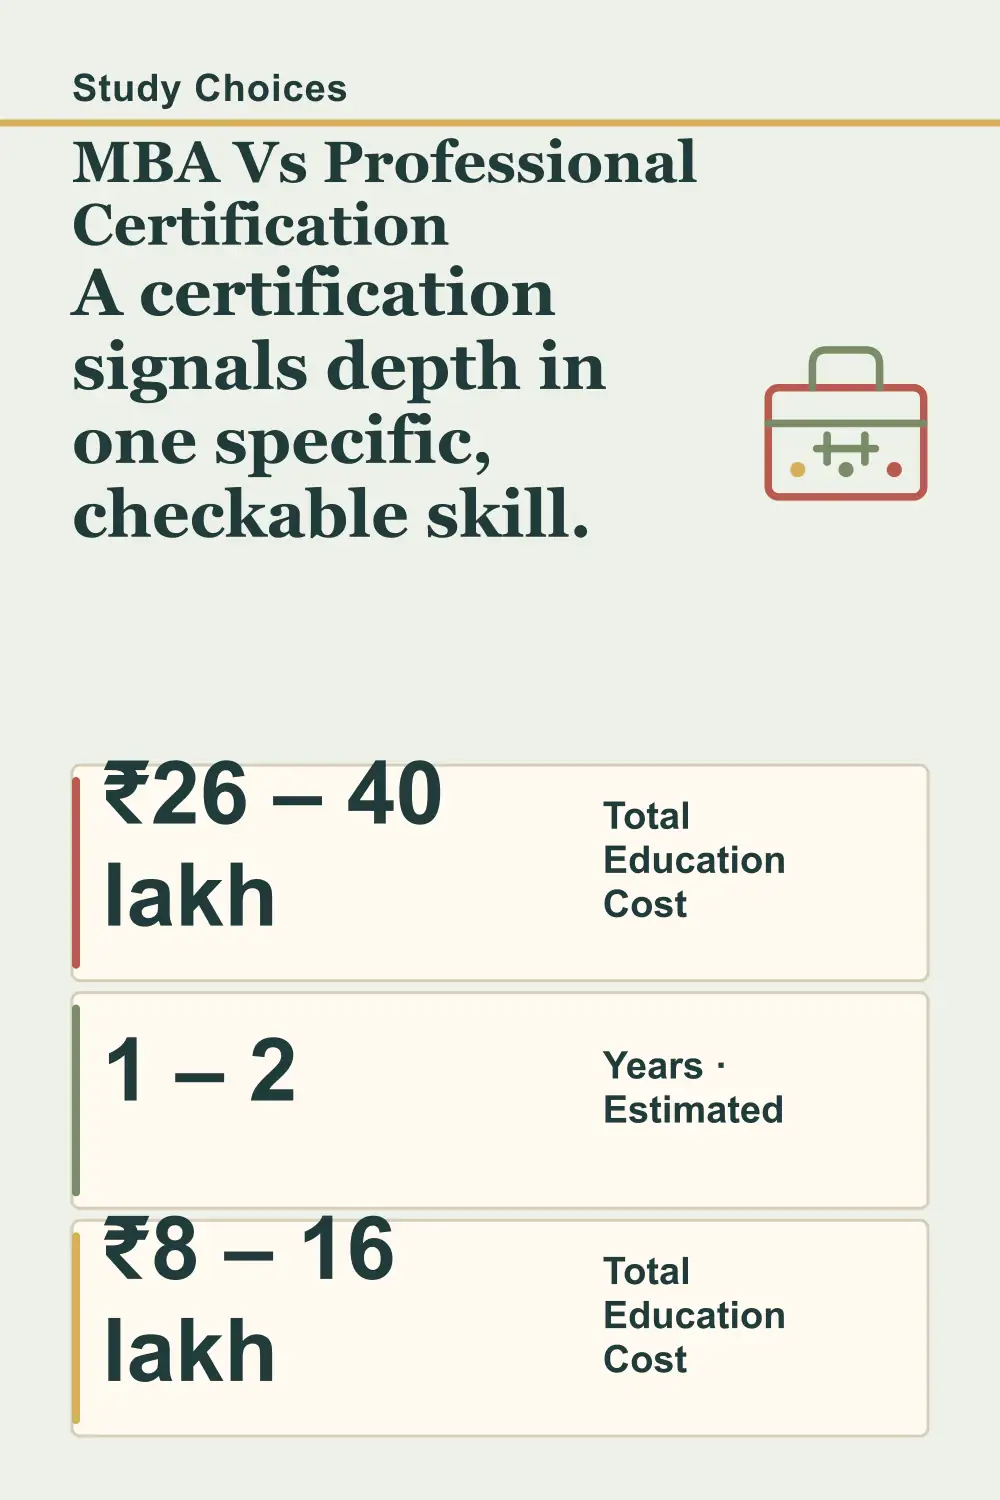 Study Choices
MBA Vs Professional
Certification
A certification
signals depth in
one specific,
checkable skill.
₹26 – 40
lakh
Total
Education
Cost
1 – 2
Years ·
Estimated
₹8 – 16
lakh
Total
Education
Cost